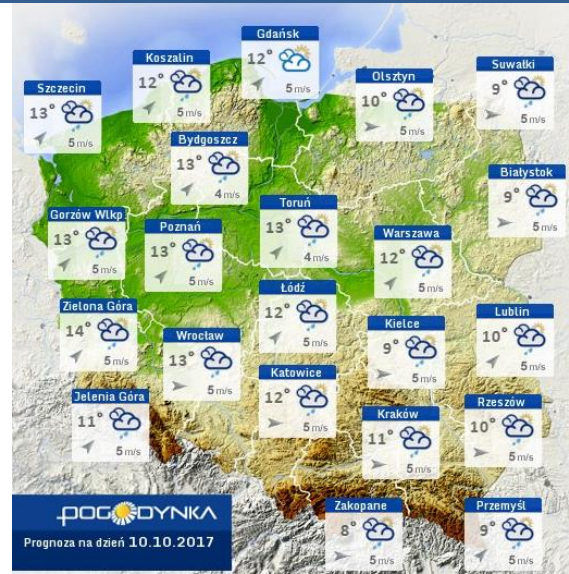 Gdańsk
12°
5 m/s
Koszalin
12°
5 m/s
Suwałki
9°
5 m/s
Olsztyn
10°
5 m/s
Szczecin
13°
5 m/s
Bydgoszcz
13°
4 m/s
Białystok
9°
5 m/s
Toruń
13°
4 m/s
Gorzów Wlkp
13°
5 m/s
Poznań
13°
5 m/s
Warszawa
12°
5 m/s
Łódź
12°
5 m/s
Zielona Góra
14°
5 m/s
Lublin
10°
5 m/s
Kielce
9°
5 m/s
Wrocław
13°
5 m/s
Katowice
12°
5 m/s
Jelenia Góra
11°
5 m/s
Rzeszów
10°
5 m/s
Kraków
11°
5 m/s
Zakopane
8°
5 m/s
Przemyśl
9°
5 m/s
POGODYNKA
Prognoza na dzień 10.10.2017